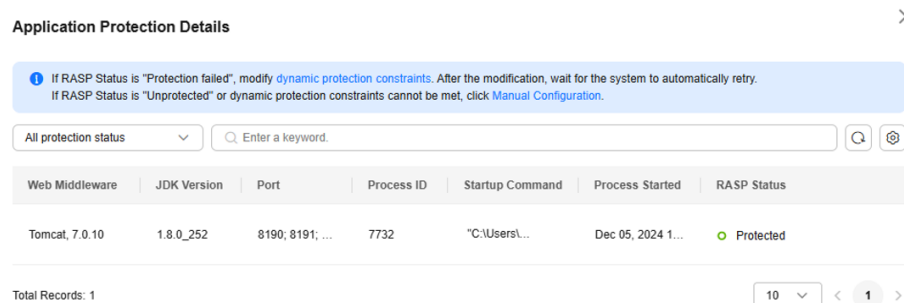 Application Protection Details
If RASP Status is "Protection failed", modify dynamic protection constraints. After the modification, wait for the system to automatically retry.
If RASP Status is "Unprotected" or dynamic protection constraints cannot be met, click Manual Configuration.
All protection status
Enter a keyword.
Web Middleware JDK Version Port Process ID Startup Command Process Started RASP Status
Tomcat, 7.0.10 1.8.0_252 8190; 8191; ... 7732 "C:\Users\... Dec 05, 2024 1... Protected
Total Records: 1
10 < 1 >